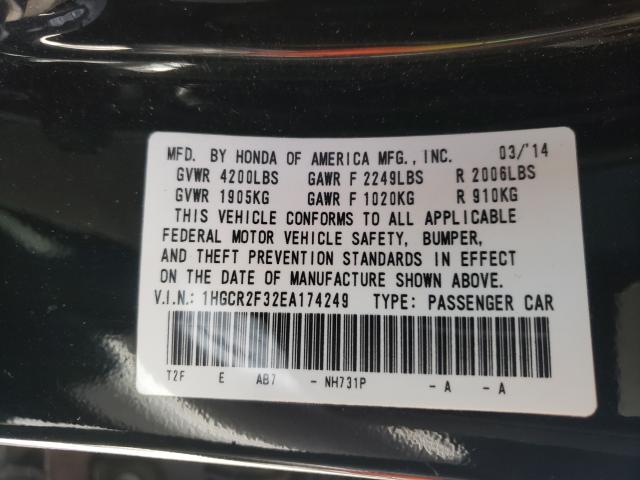 MFD. BY HONDA OF AMERICA MFG., INC. 03/'14
GVWR 4200LBS GAWR F 2249LBS R 2006LBS
GVWR 1905KG GAWR F 1020KG R 910KG
THIS VEHICLE CONFORMS TO ALL APPLICABLE
FEDERAL MOTOR VEHICLE SAFETY, BUMPER,
AND THEFT PREVENTION STANDARDS IN EFFECT
ON THE DATE OF MANUFACTURE SHOWN ABOVE.
V.I.N.: 1HGCR2F32EA174249 TYPE: PASSENGER CAR
T2F E AB7 - NH731P - A - A